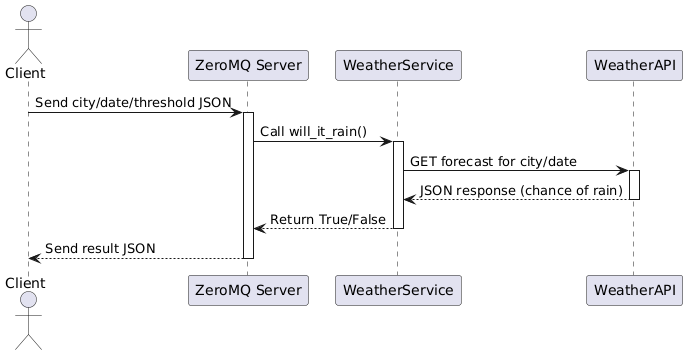 Client
ZeroMQ Server
WeatherService
WeatherAPI
Send city/date/threshold JSON
Call will_it_rain()
GET forecast for city/date
JSON response (chance of rain)
Return True/False
Send result JSON
Client
ZeroMQ Server
WeatherService
WeatherAPI